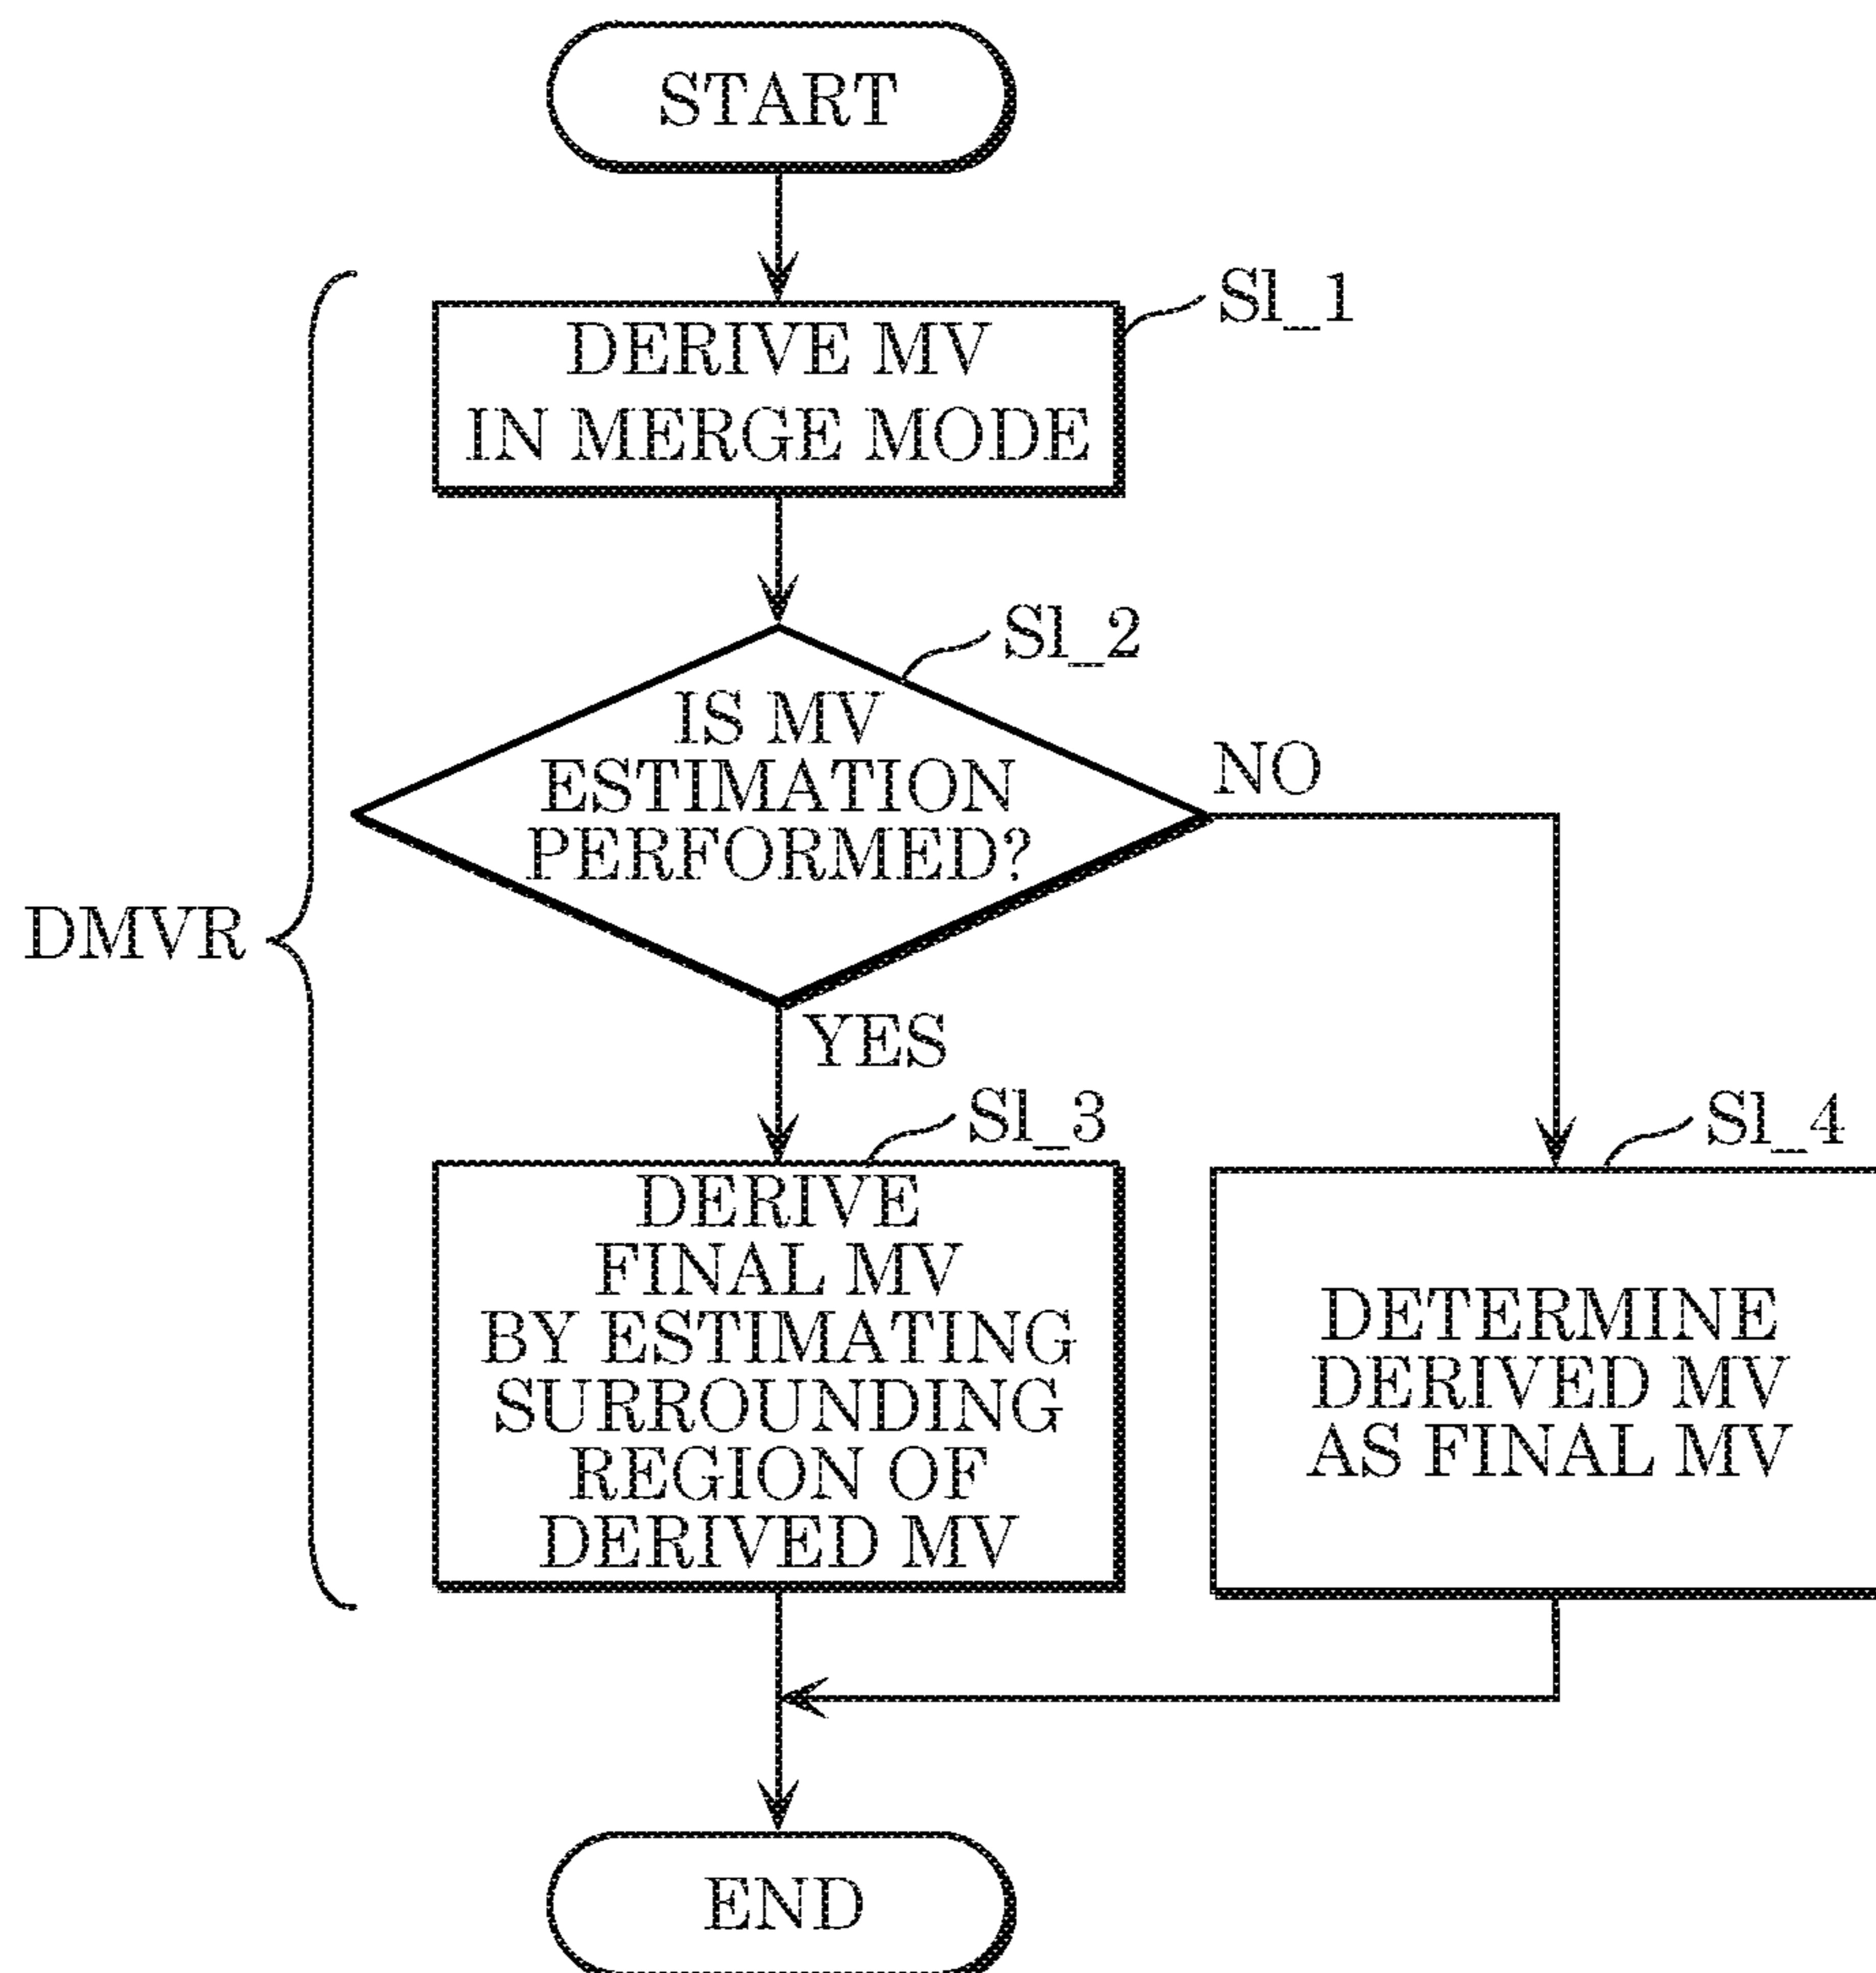 START
Sl_1
DERIVE MV
IN MERGE MODE
Sl_2
IS MV
ESTIMATION
PERFORMED?
NO
DMVR
YES
Sl_3
DERIVE
FINAL MV
BY ESTIMATING
SURROUNDING
REGION OF
DERIVED MV
Sl_4
DETERMINE
DERIVED MV
AS FINAL MV
END